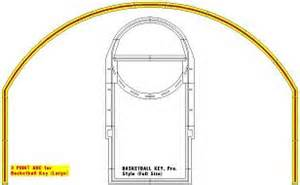 3 POINT ARC for
Basketball Key (Large)
BASKETBALL KEY, Pro.
Style (Full Size)